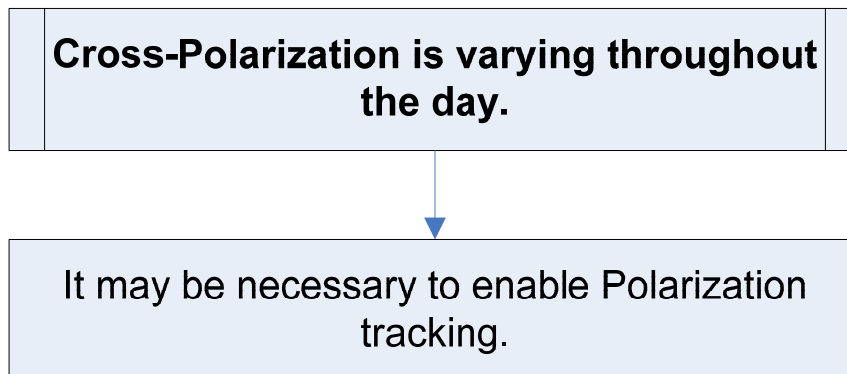 Cross-Polarization is varying throughout
the day.
It may be necessary to enable Polarization
tracking.